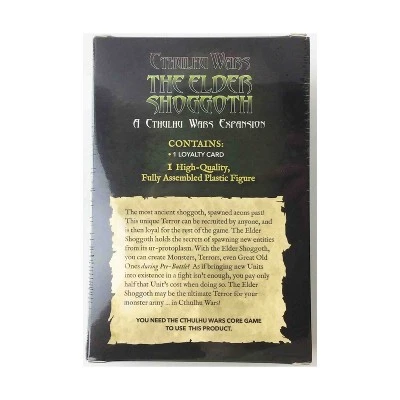 CTHULHU WARS
THE ELDER
SHOGGOTH
A CTHULHU WARS EXPANSION
CONTAINS:
• 1 LOYALTY CARD
1 High-Quality,
Fully Assembled Plastic Figure
The most ancient shoggoth, spawned aeons past!
This unique Terror can be recruited by anyone, and
is then loyal for the rest of the game. The Elder
Shoggoth holds the secrets of spawning new entities
from its ur-protoplasm. With the Elder Shoggoth,
you can create Monsters, Terrors, even Great Old
Ones during Pre-Battle! As if bringing new Units
into existence in a fight isn't enough, you pay only
half that Unit's cost when doing so. The Elder
Shoggoth may be the ultimate Terror for your
monster army ... in Cthulhu Wars!
YOU NEED THE CTHULHU WARS CORE GAME
TO USE THIS PRODUCT.